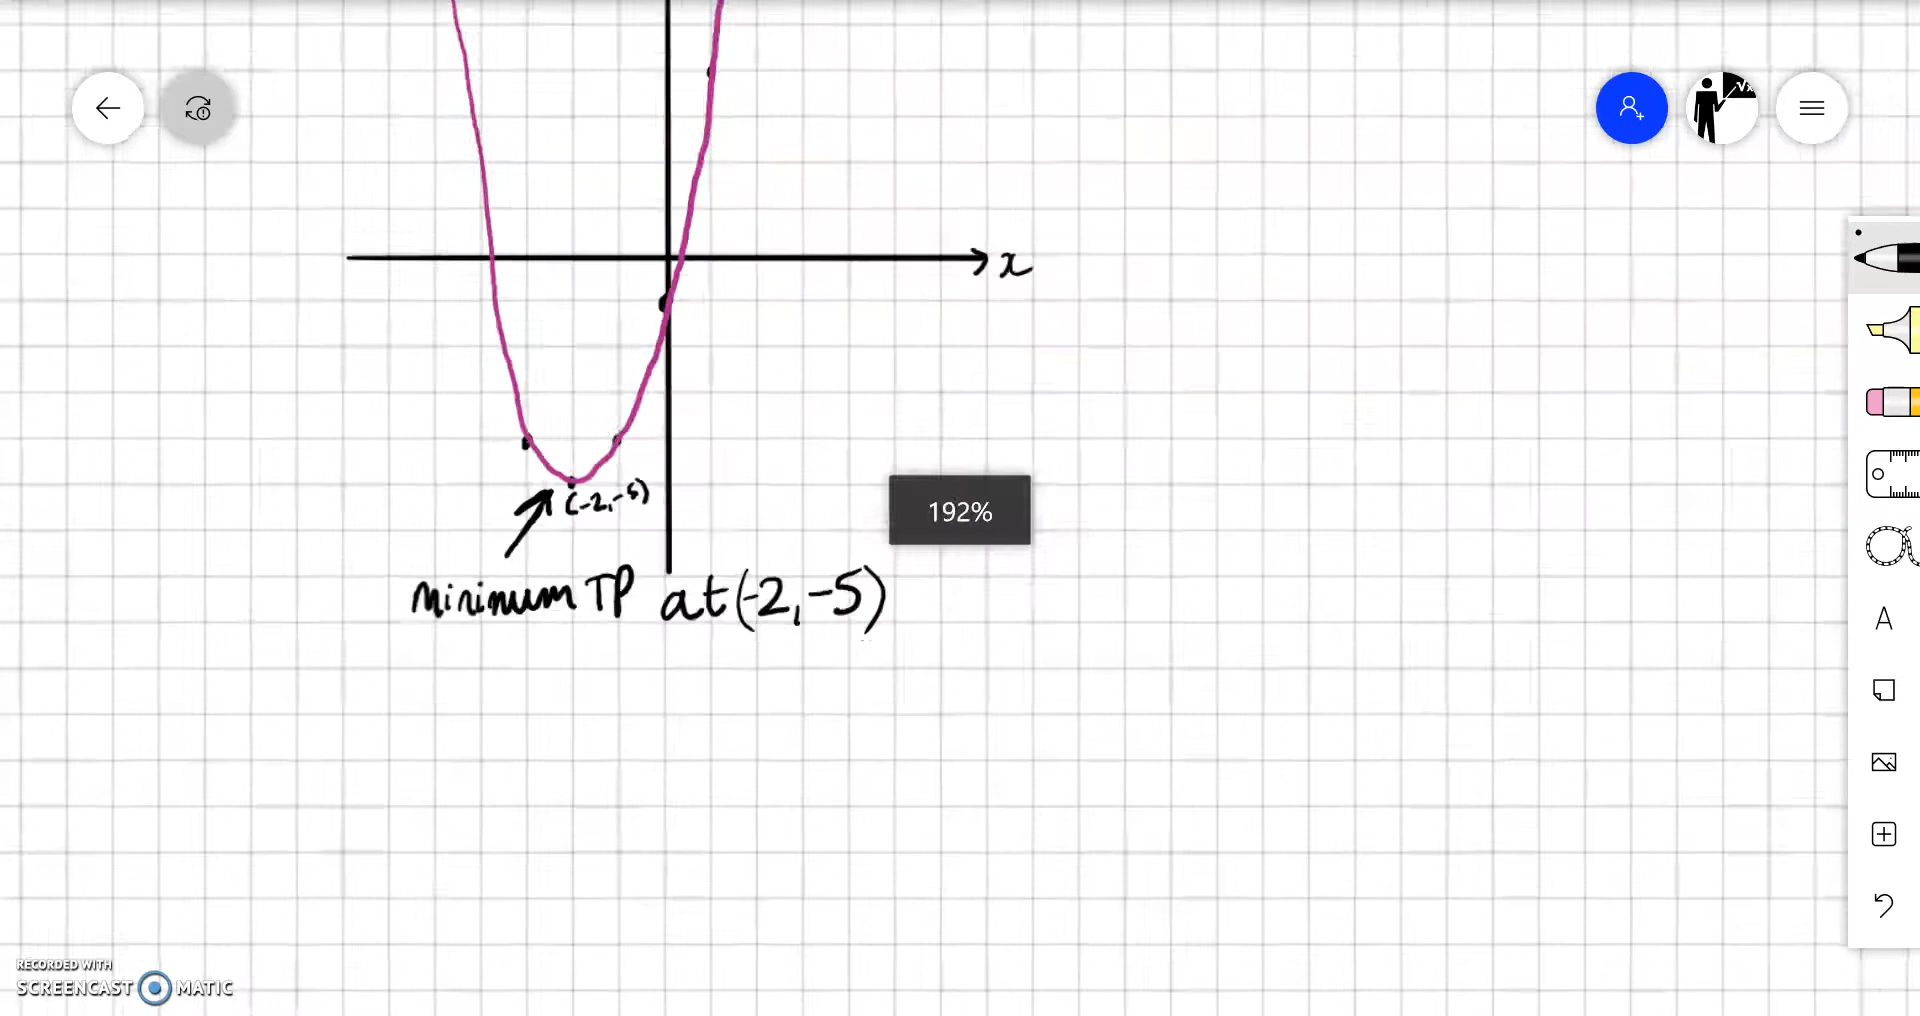 √x
x
(-2,-5)
192%
minimum TP at (-2,-5)
A
RECORDED WITH
SCREENCAST MATIC